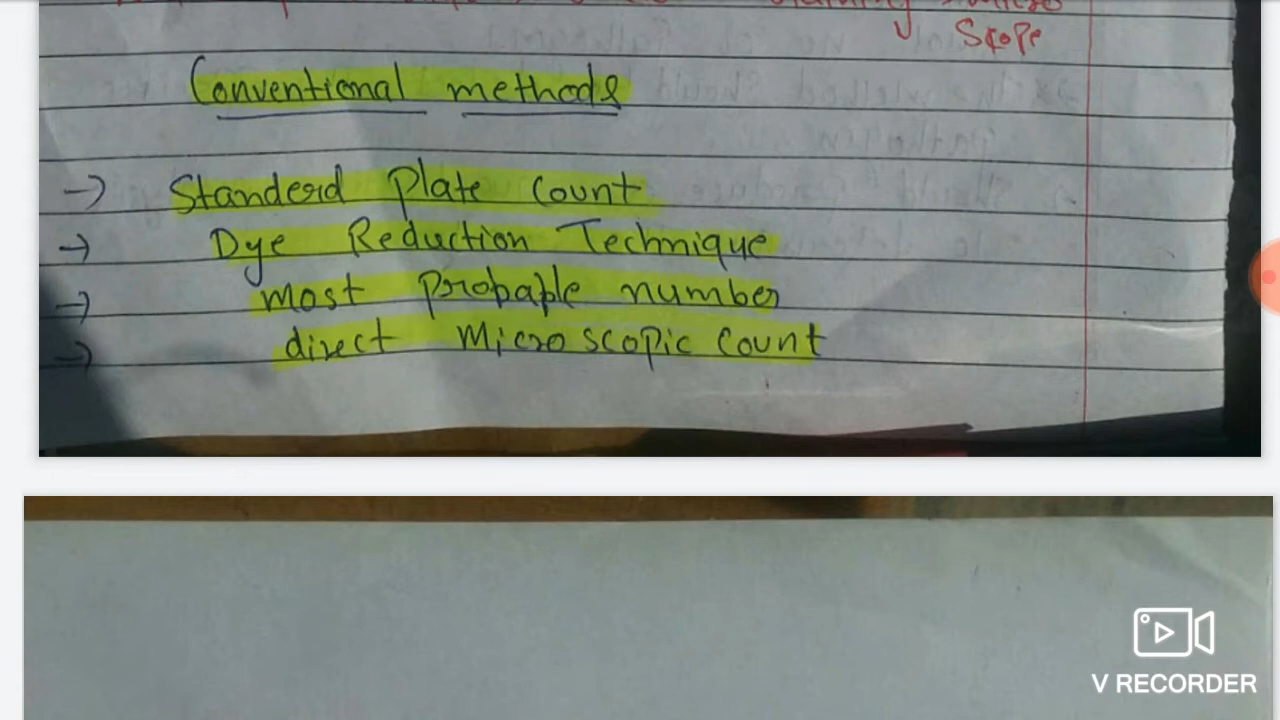 Scope
Conventional methods
→ Standerd Plate Count
→ Dye Reduction Technique
→ most probable number
→ direct Microscopic Count
V RECORDER